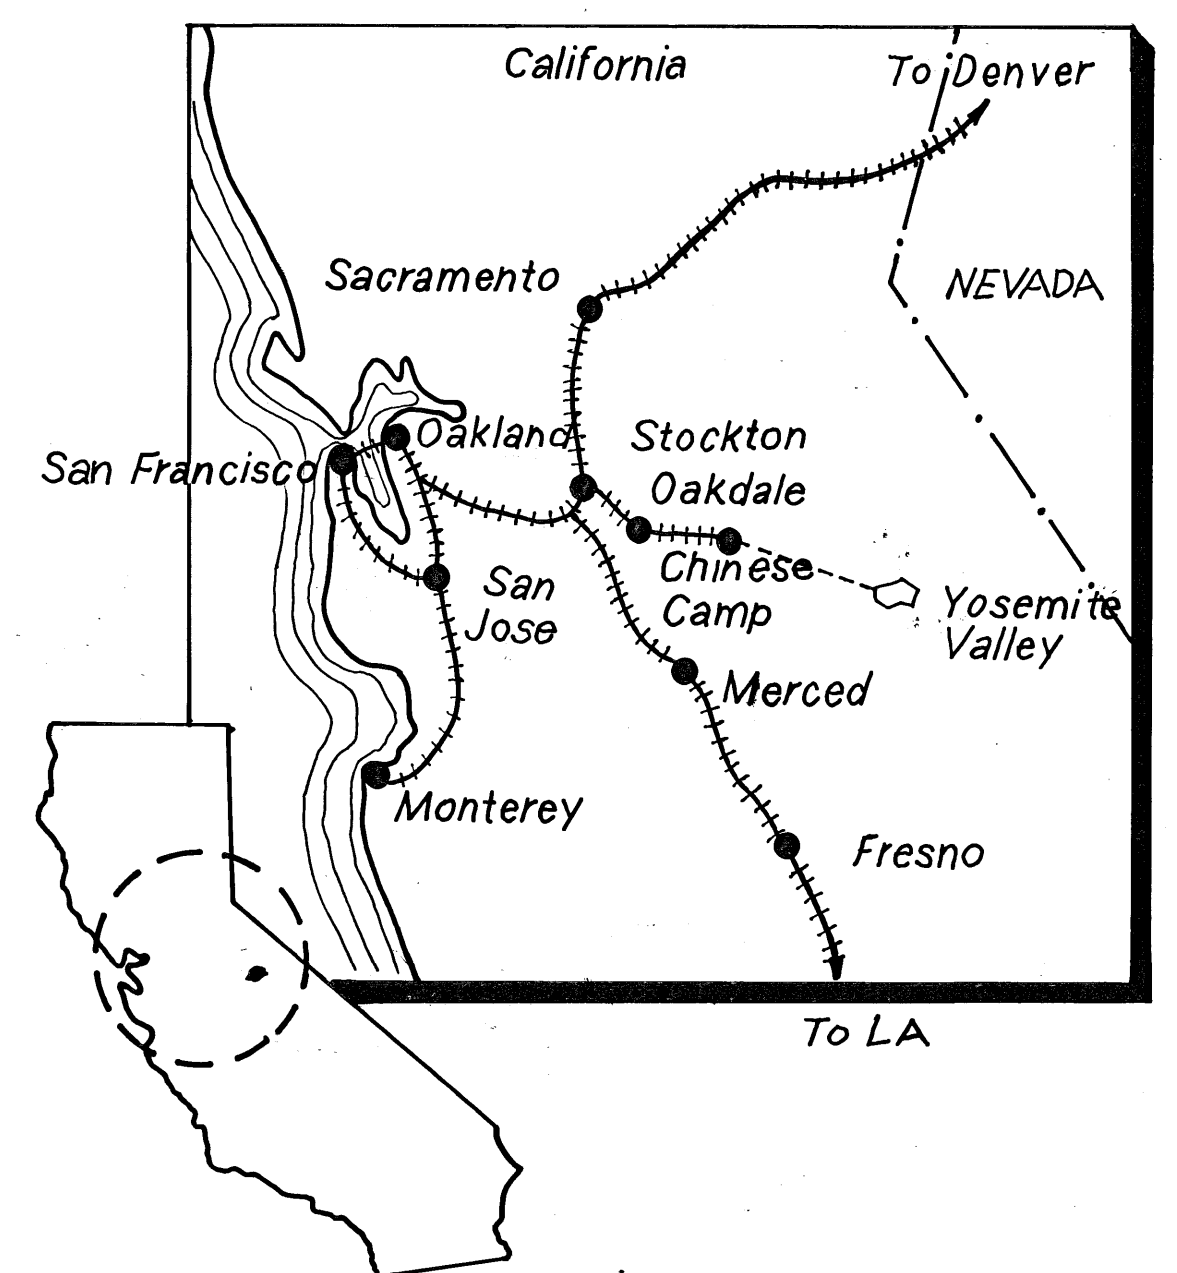 California
To Denver
Sacramento
NEVADA
Oakland
Stockton
San Francisco
Oakdale
Chinese
Camp
San
Jose
Yosemite
Valley
Merced
Monterey
Fresno
To LA